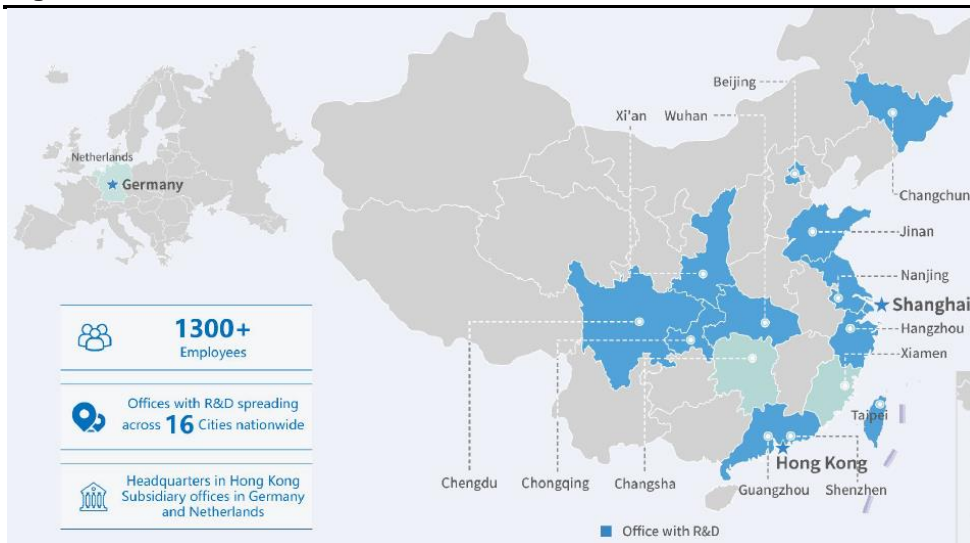 Beijing
Xi'an
Wuhan
Netherlands
Germany
Changchun
Jinan
Nanjing
Shanghai
Hangzhou
Xiamen
1300+
Employees
Offices with R&D spreading
across 16 Cities nationwide
Headquarters in Hong Kong
Subsidiary offices in Germany
and Netherlands
Taipei
Hong Kong
Chengdu
Chongqing
Changsha
Guangzhou
Shenzhen
Office with R&D